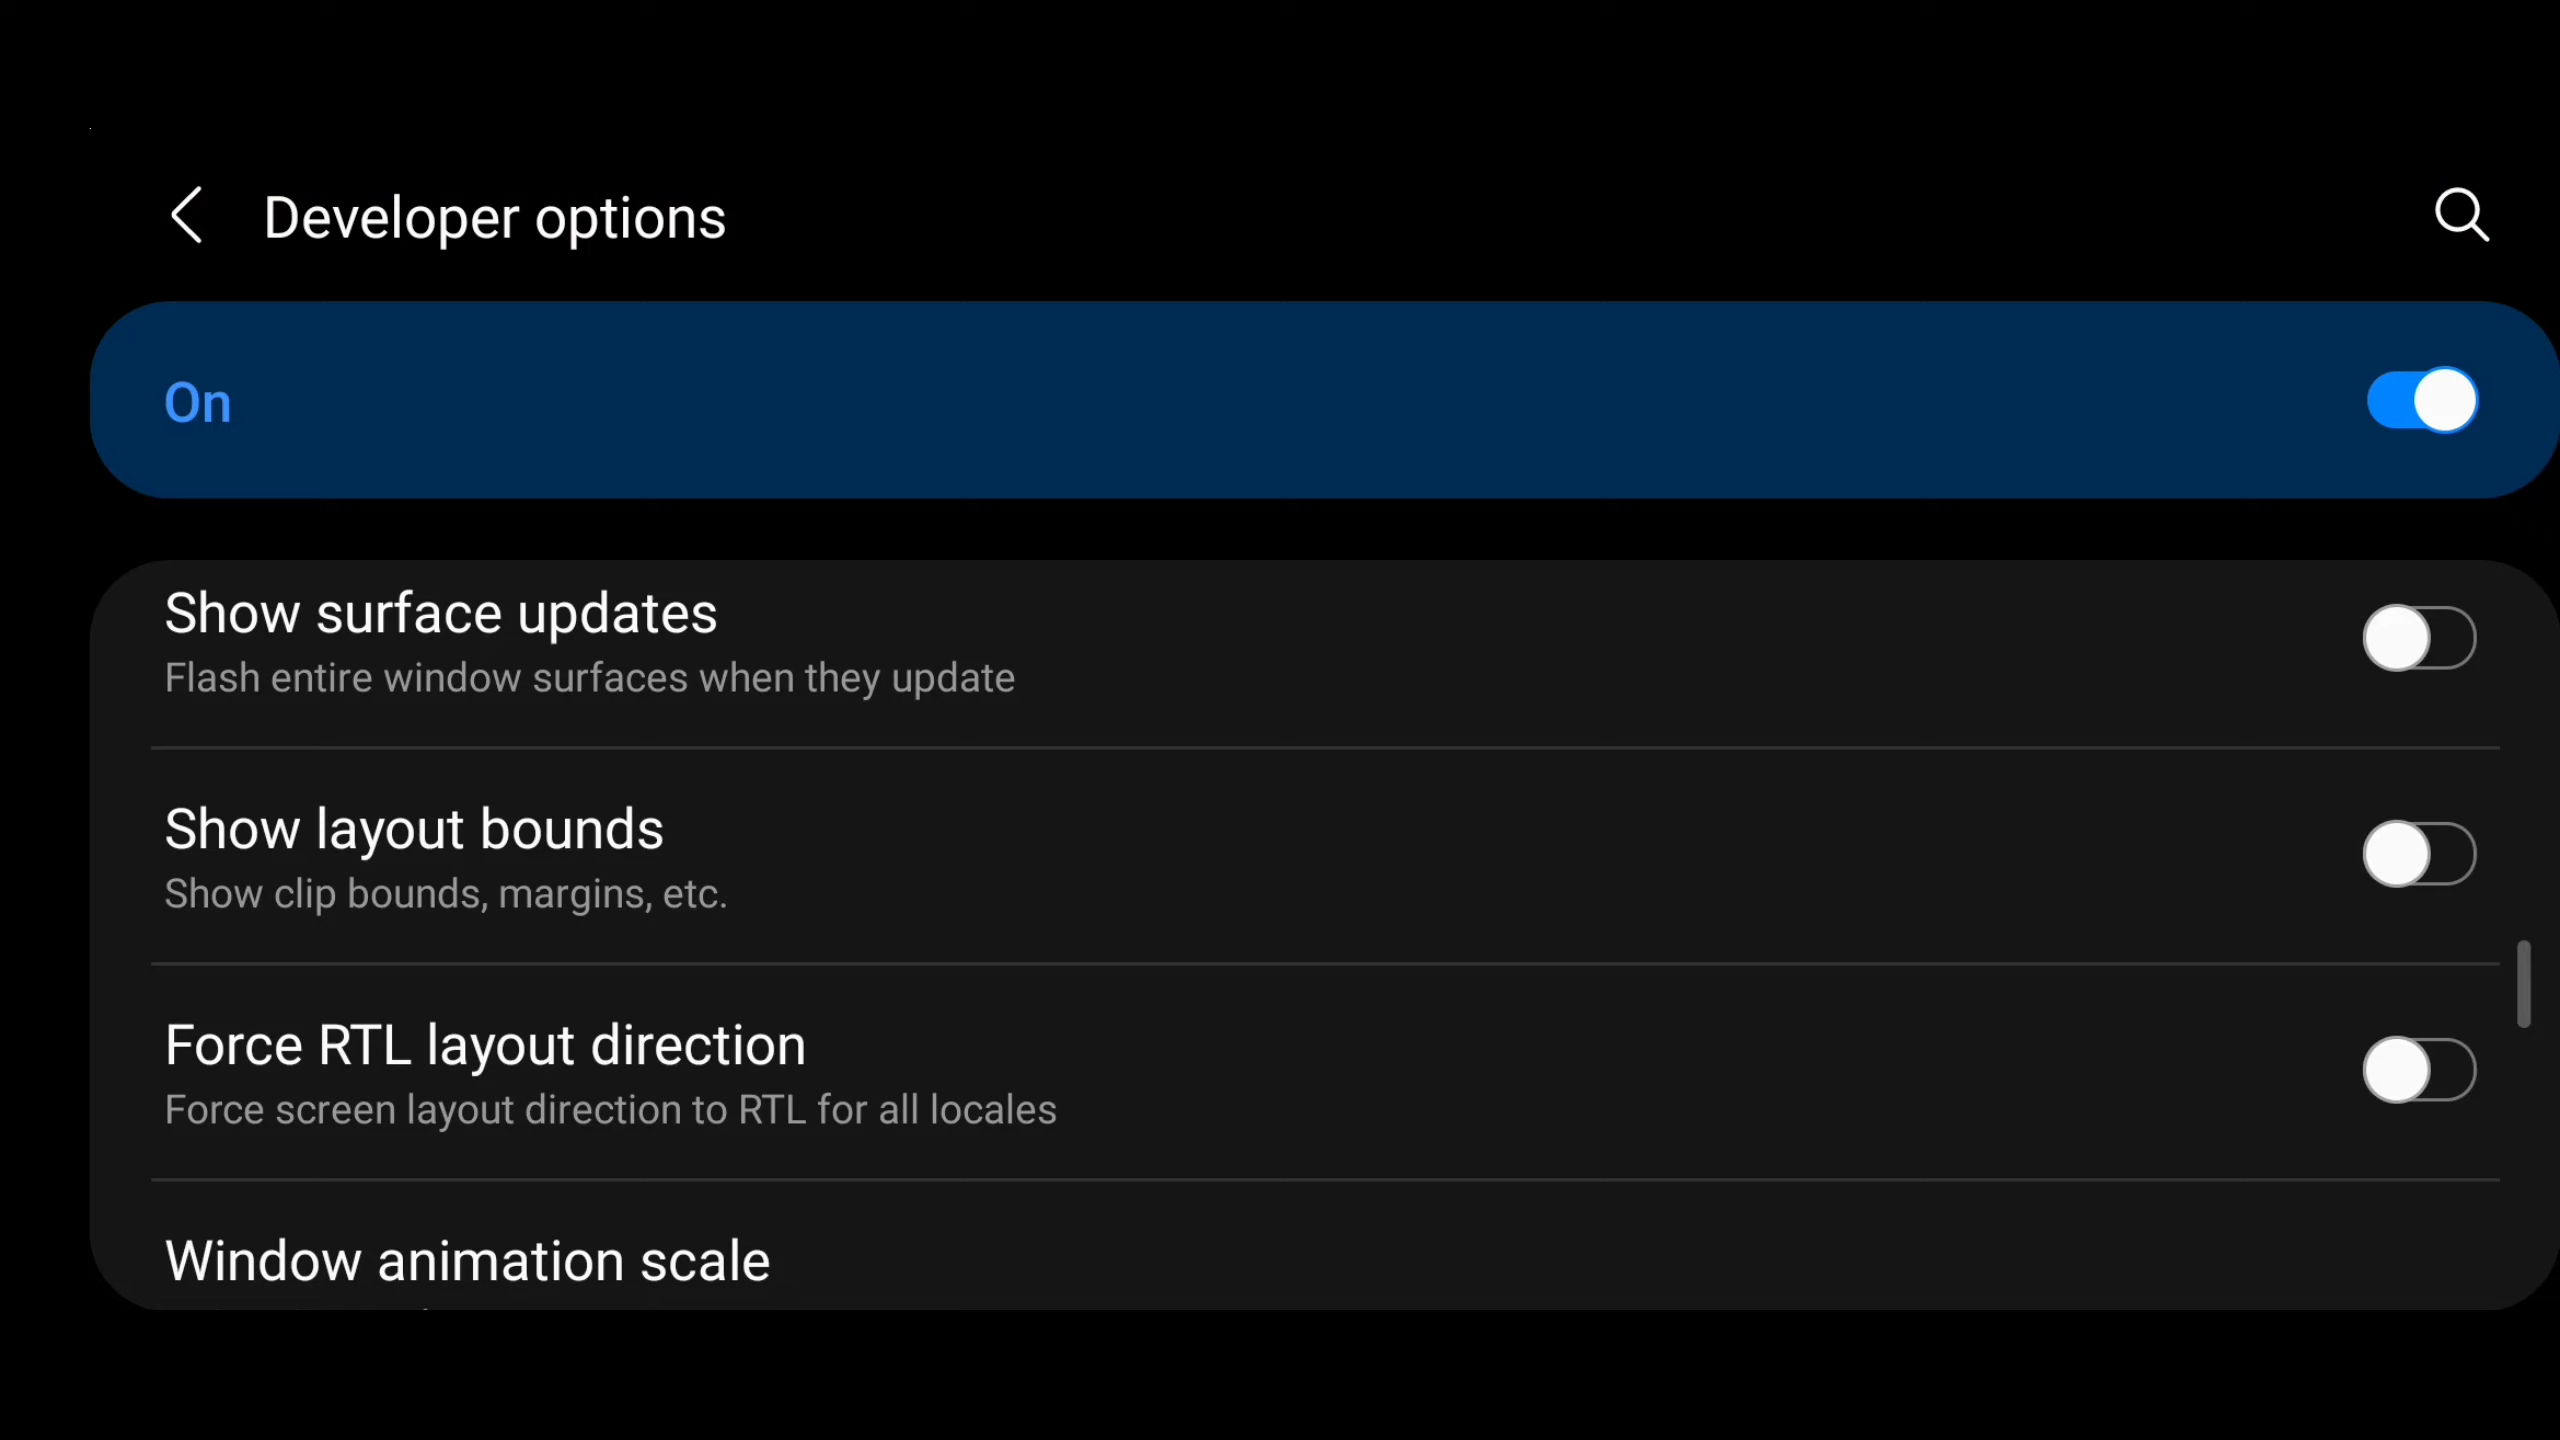 Developer options
On
Show surface updates
Flash entire window surfaces when they update
Show layout bounds
Show clip bounds, margins, etc.
Force RTL layout direction
Force screen layout direction to RTL for all locales
Window animation scale